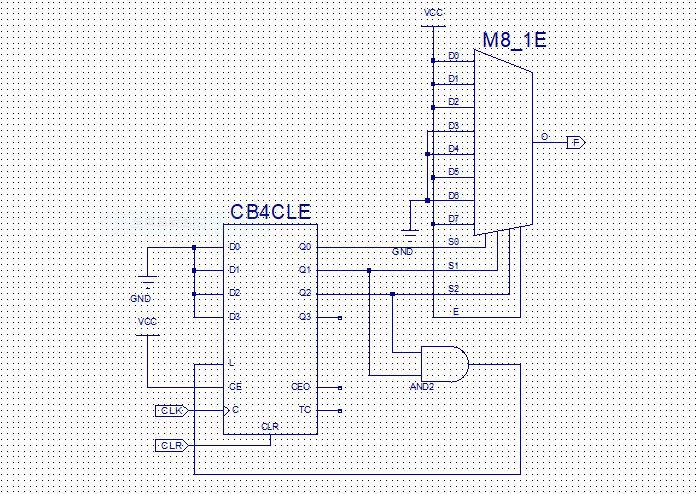 VCC
M8_1E
D0
D1
D2
D3
D4
D5
D6
D7
S0
S1
S2
E
O
F
GND
CB4CLE
D0
D1
D2
D3
L
CE
C
CLR
Q0
Q1
Q2
Q3
CEO
TC
GND
VCC
CLK
CLR
AND2